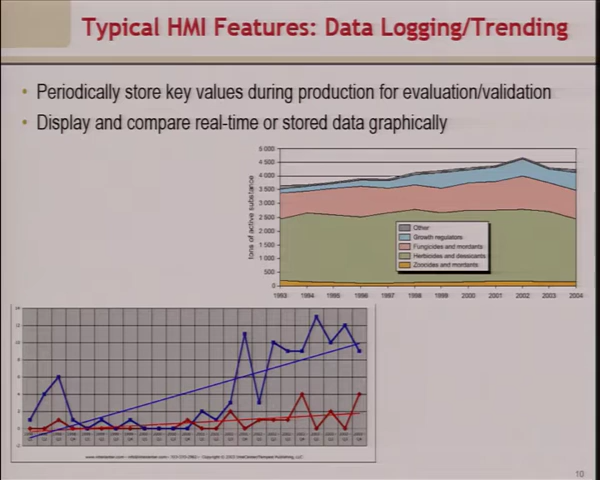 Typical HMI Features: Data Logging/Trending
• Periodically store key values during production for evaluation/validation
• Display and compare real-time or stored data graphically
tons of active substance
5 000
4 500
4 000
3 500
3 000
2 500
2 000
1 500
1 000
500
0
Other
Growth regulators
Fungicides and mordants
Herbicides and dessicants
Zoocides and mordants
1993 1994 1995 1996 1997 1998 1999 2000 2001 2002 2003 2004
10